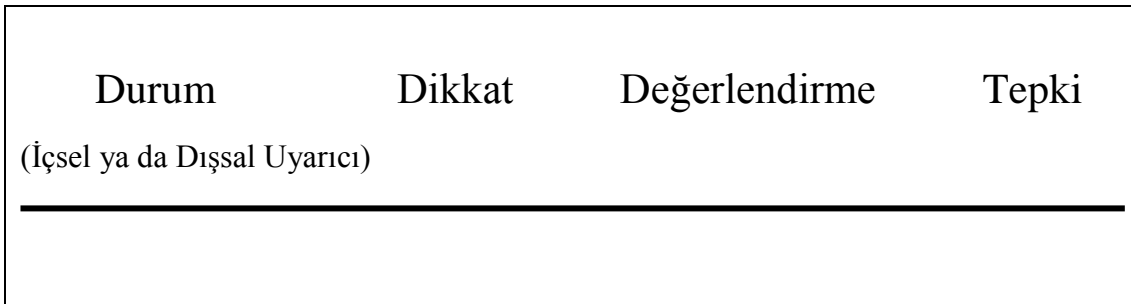 Durum Dikkat Değerlendirme Tepki
(İçsel ya da Dışsal Uyarıcı)